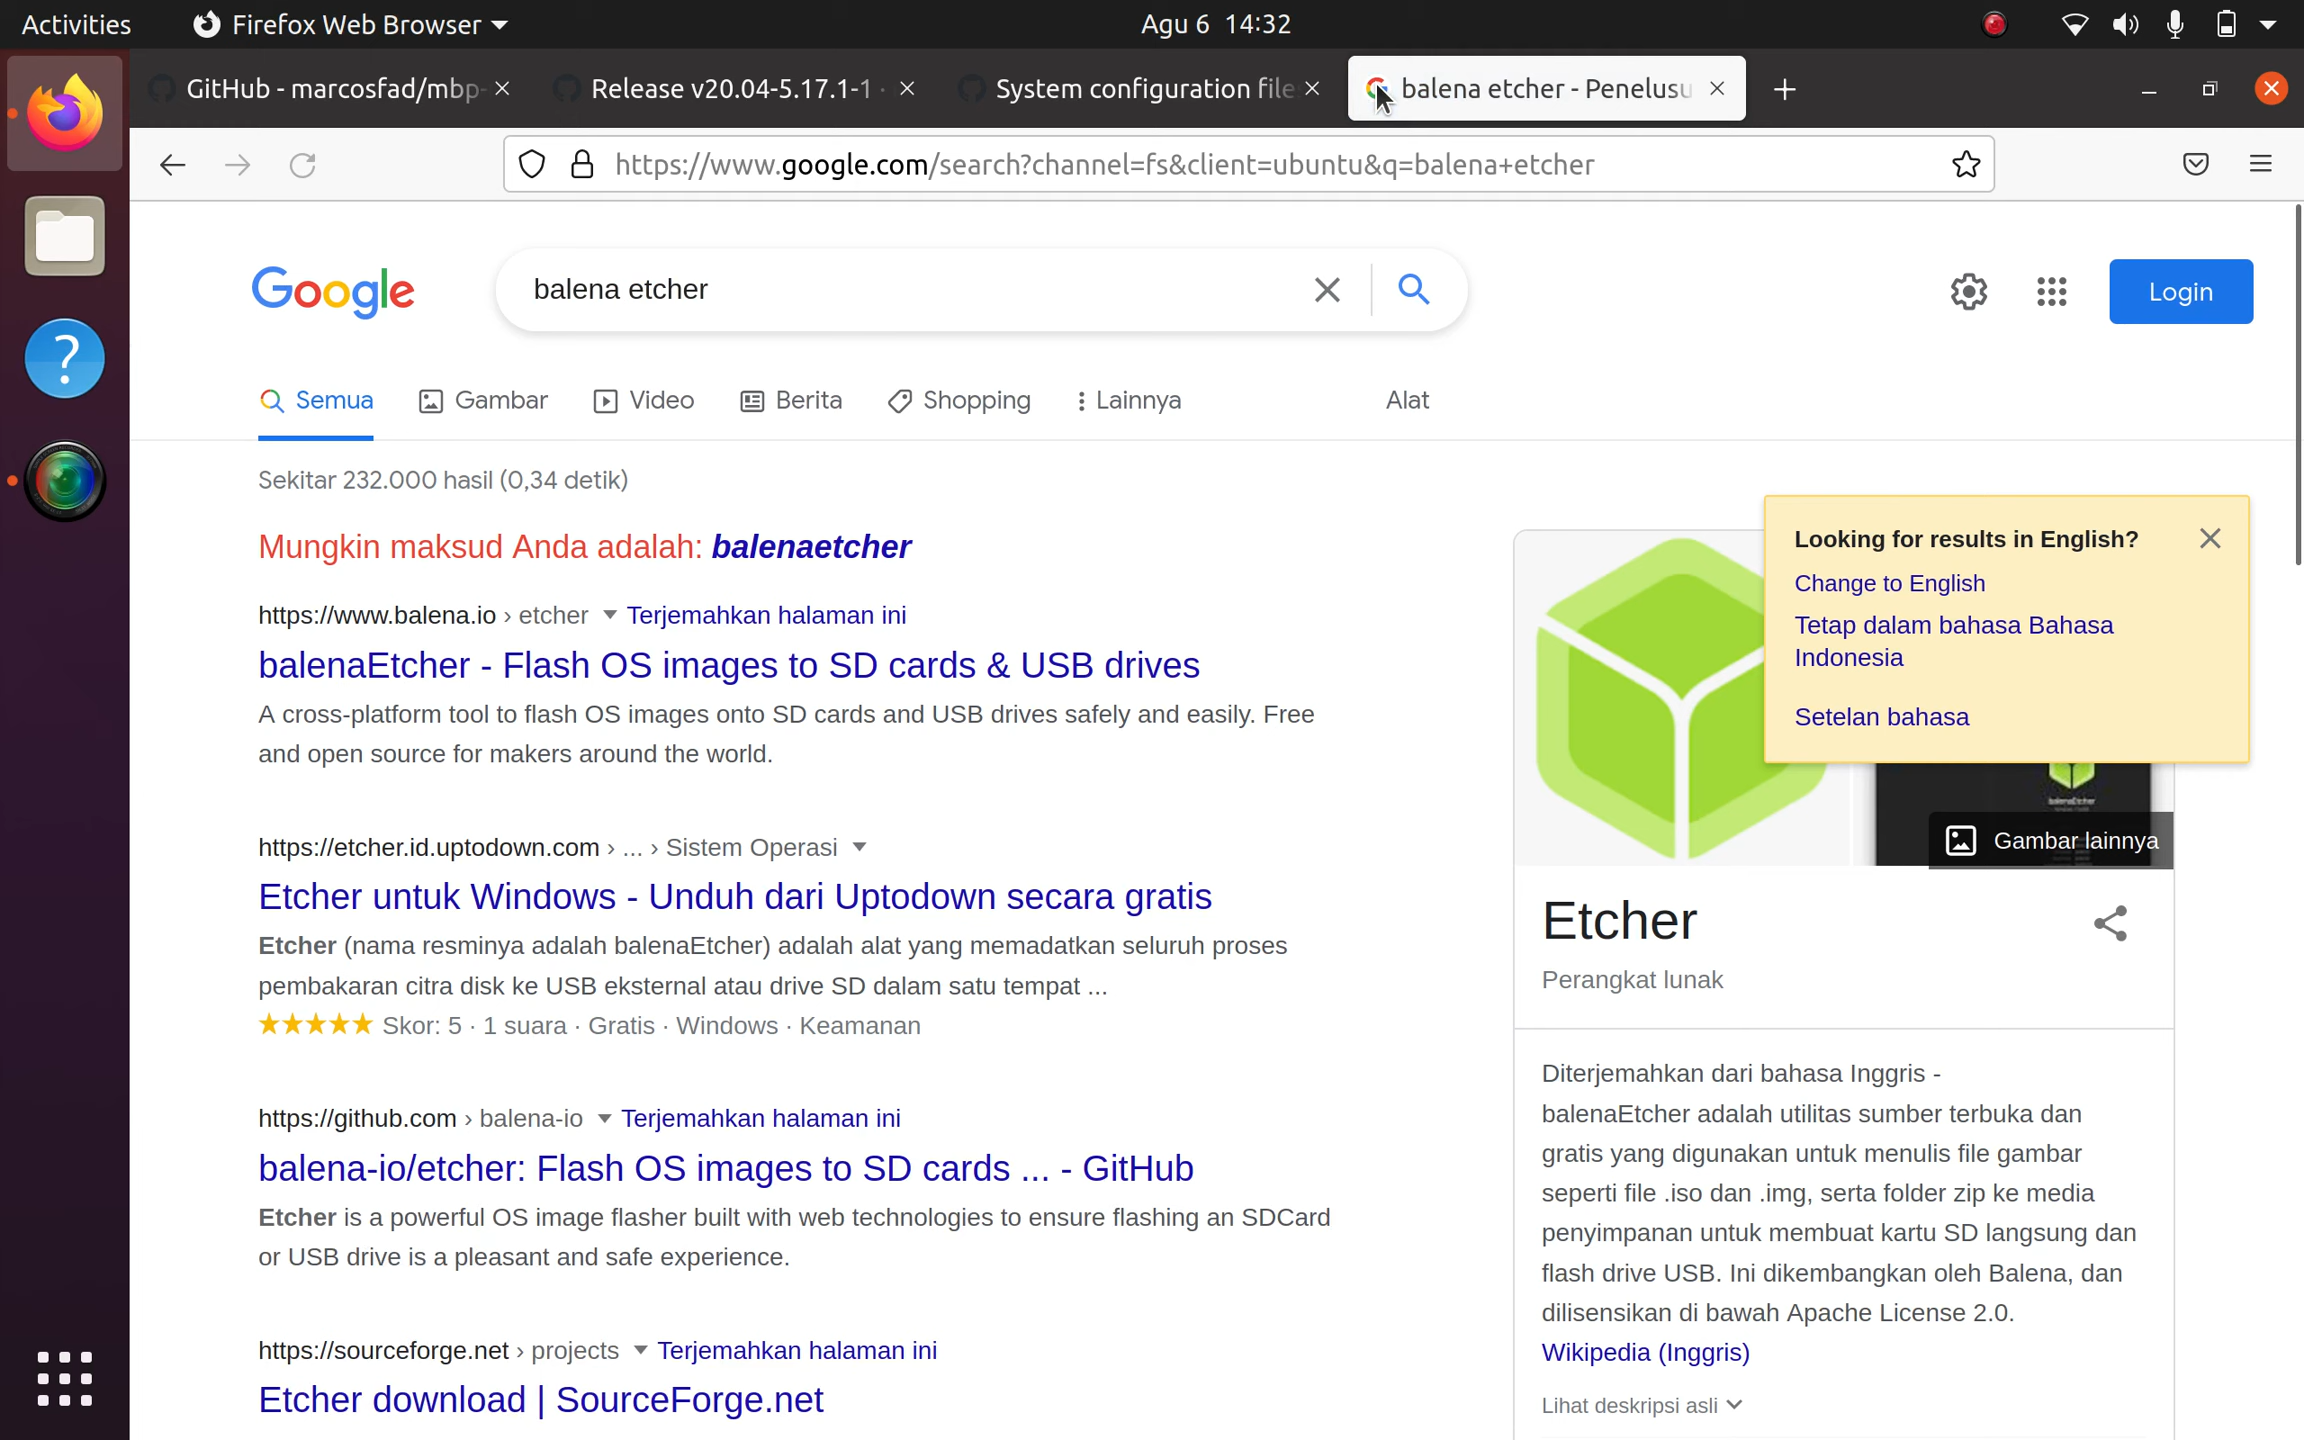 Activities
Firefox Web Browser
Agu 6 14:32
GitHub - marcosfad/mbp-
Release v20.04-5.17.1-1 ·
System configuration file
balena etcher - Penelusu
https://www.google.com/search?channel=fs&client=ubuntu&q=balena+etcher
Google
balena etcher
Login
Semua
Gambar
Video
Berita
Shopping
Lainnya
Alat
Sekitar 232.000 hasil (0,34 detik)
Mungkin maksud Anda adalah: balenaetcher
https://www.balena.io › etcher Terjemahkan halaman ini
balenaEtcher - Flash OS images to SD cards & USB drives
A cross-platform tool to flash OS images onto SD cards and USB drives safely and easily. Free
and open source for makers around the world.
https://etcher.id.uptodown.com › ... › Sistem Operasi
Etcher untuk Windows - Unduh dari Uptodown secara gratis
Etcher (nama resminya adalah balenaEtcher) adalah alat yang memadatkan seluruh proses
pembakaran citra disk ke USB eksternal atau drive SD dalam satu tempat ...
★★★★★ Skor: 5 · 1 suara · Gratis · Windows · Keamanan
https://github.com › balena-io Terjemahkan halaman ini
balena-io/etcher: Flash OS images to SD cards ... - GitHub
Etcher is a powerful OS image flasher built with web technologies to ensure flashing an SDCard
or USB drive is a pleasant and safe experience.
https://sourceforge.net › projects Terjemahkan halaman ini
Etcher download | SourceForge.net
Looking for results in English?
Change to English
Tetap dalam bahasa Bahasa
Indonesia
Setelan bahasa
balenaEtcher
Gambar lainnya
Etcher
Perangkat lunak
Diterjemahkan dari bahasa Inggris -
balenaEtcher adalah utilitas sumber terbuka dan
gratis yang digunakan untuk menulis file gambar
seperti file .iso dan .img, serta folder zip ke media
penyimpanan untuk membuat kartu SD langsung dan
flash drive USB. Ini dikembangkan oleh Balena, dan
dilisensikan di bawah Apache License 2.0.
Wikipedia (Inggris)
Lihat deskripsi asli